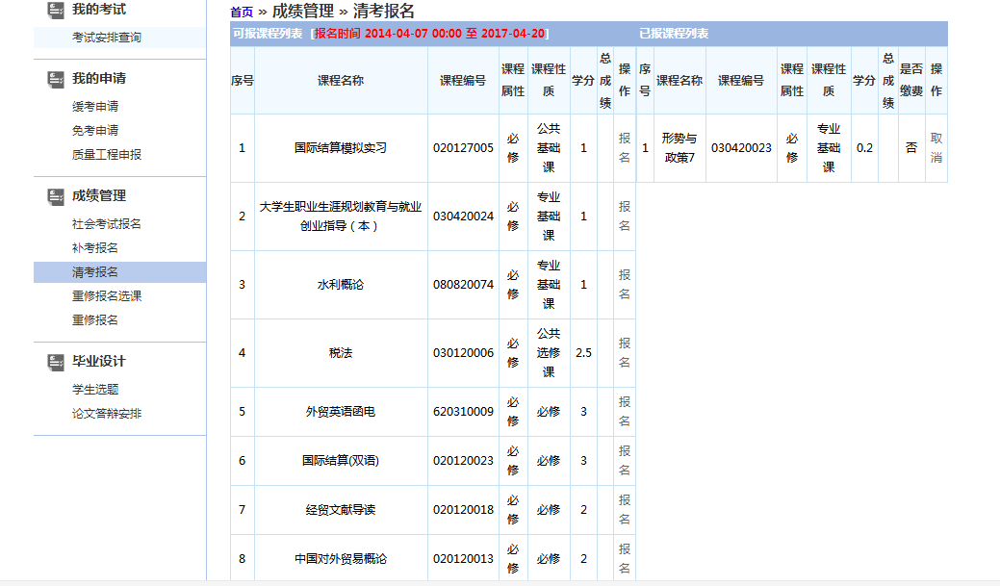 我的考试
考试安排查询
我的申请
缓考申请
免考申请
质量工程申报
成绩管理
社会考试报名
补考报名
清考报名
重修报名选课
重修报名
毕业设计
学生选题
论文答辩安排
首页 » 成绩管理 » 清考报名
可报课程列表 [报名时间 2014-04-07 00:00 至 2017-04-20]
序号 课程名称 课程编号 课程属性 课程性质 学分 总成绩 操作
1 国际结算模拟实习 020127005 必修 公共基础课 1 报名
2 大学生职业生涯规划教育与就业创业指导（本） 030420024 必修 专业基础课 1 报名
3 水利概论 080820074 必修 专业基础课 1 报名
4 税法 030120006 必修 公共选修课 2.5 报名
5 外贸英语函电 620310009 必修 必修 3 报名
6 国际结算(双语) 020120023 必修 必修 3 报名
7 经贸文献导读 020120018 必修 必修 2 报名
8 中国对外贸易概论 020120013 必修 必修 2 报名
已报课程列表
序号 课程名称 课程编号 课程属性 课程性质 学分 总成绩 是否缴费 操作
1 形势与政策7 030420023 必修 专业基础课 0.2 否 取消